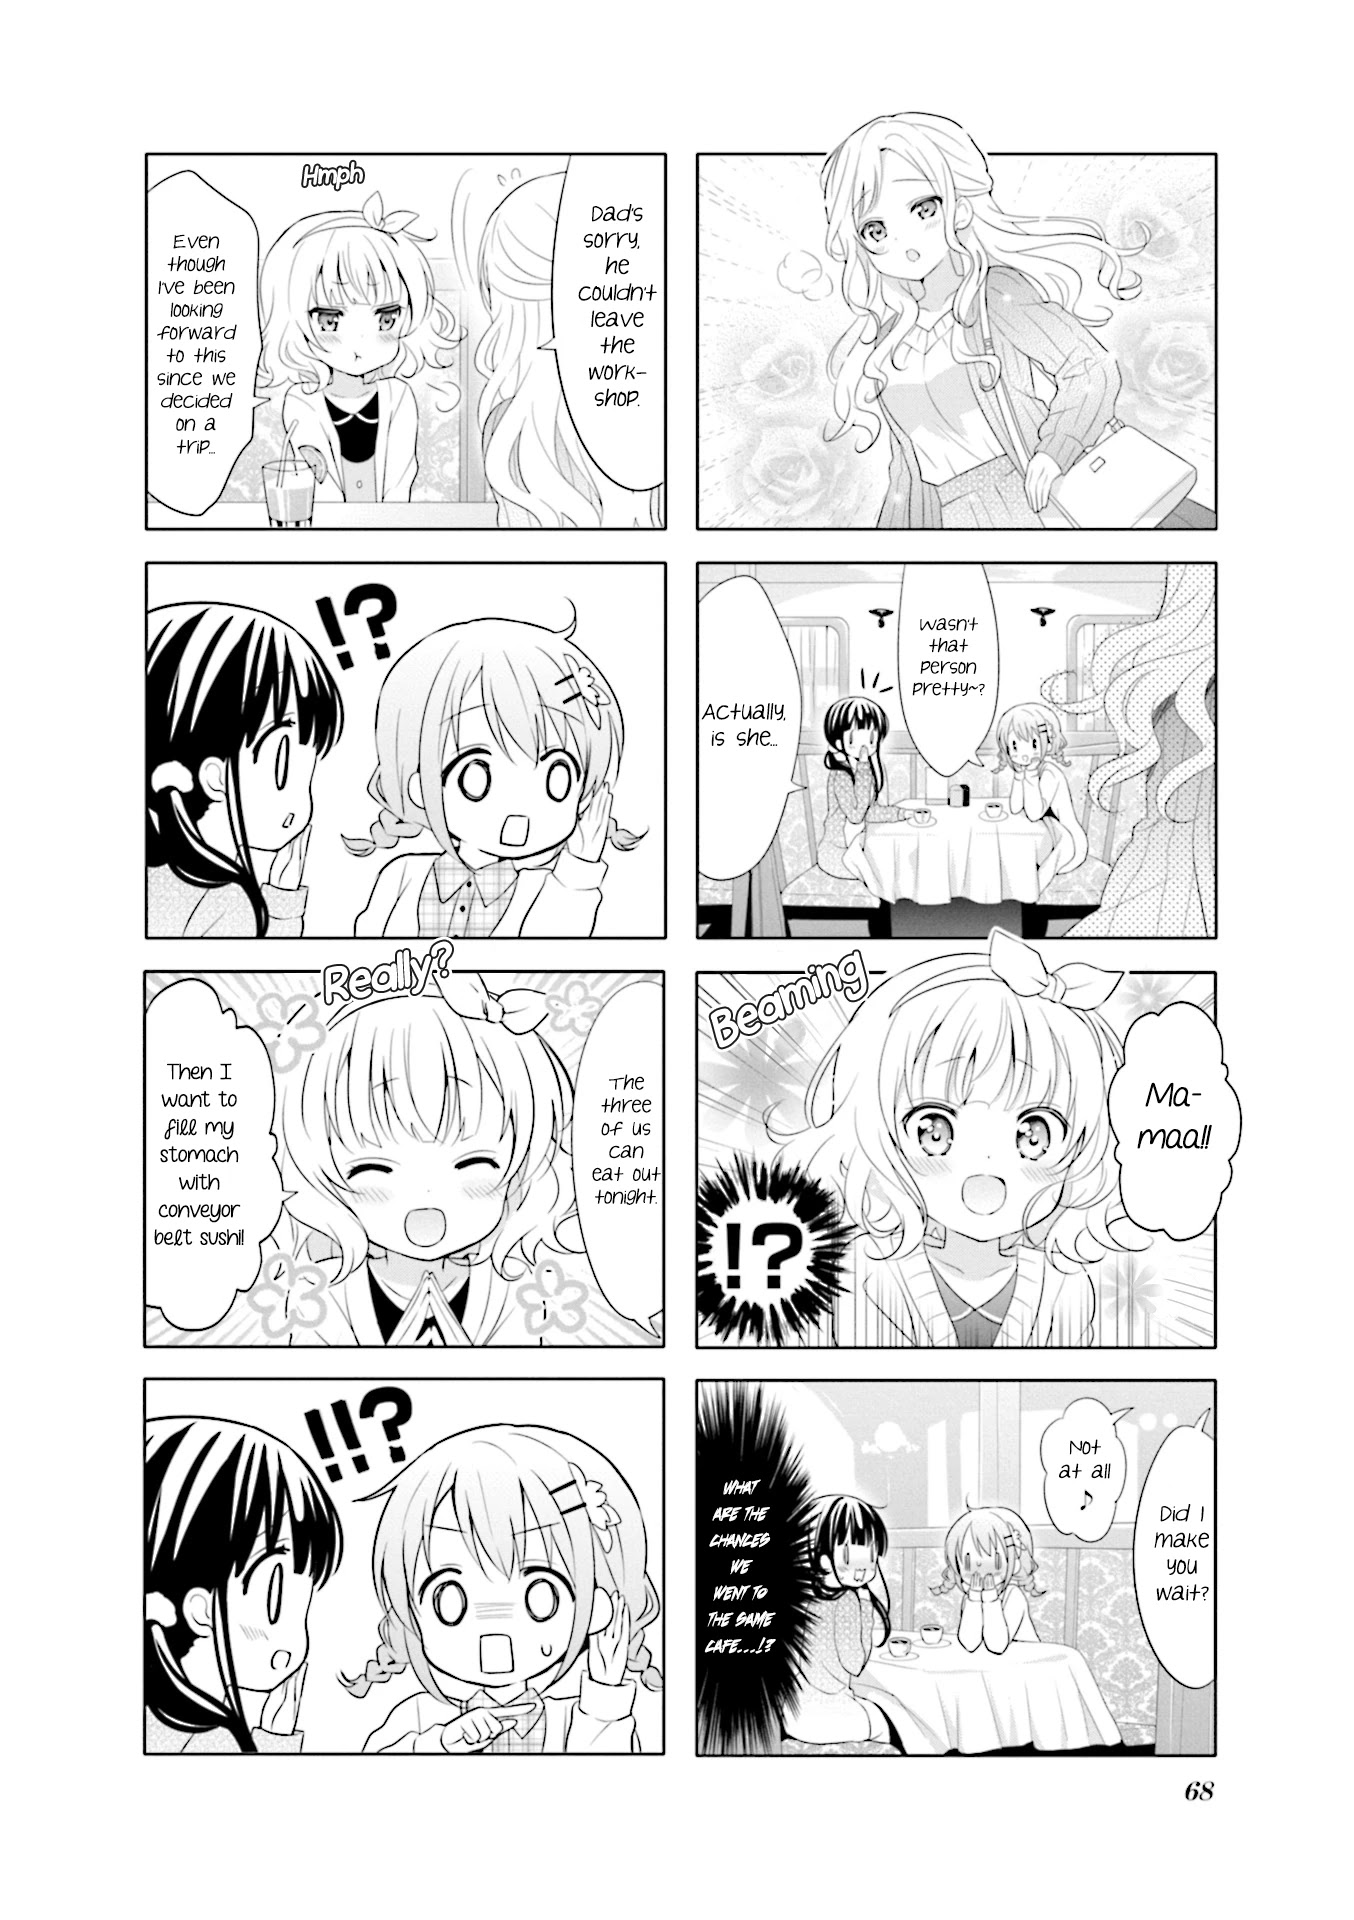 Wasn't
that
person
pretty~?
Actually,
is she...
Beaming
Ma-
maa!!
!?
Did I
make
you
wait?
Not
at all
♪
WHAT
ARE THE
CHANCES
WE
WENT TO
THE SAME
CAFE....!?
Dad's
sorry,
he
couldn't
leave
the
work-
shop.
Hmph
Even
though
I've been
looking
forward
to this
since we
decided
on a
trip...
!?
The
three
of us
can
eat out
tonight.
Really?
Then I
want to
fill my
stomach
with
conveyor
belt sushi!!
!!?
68